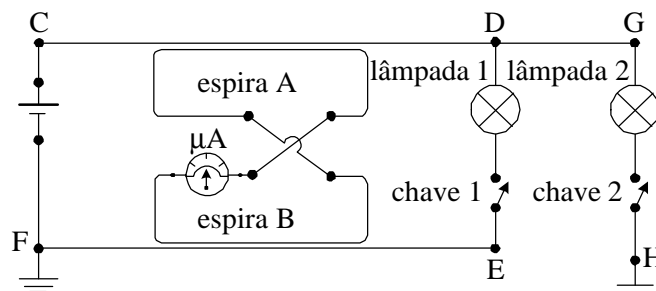 C D G
lâmpada 1 lâmpada 2
espira A
μA
chave 1 chave 2
espira B
F E H